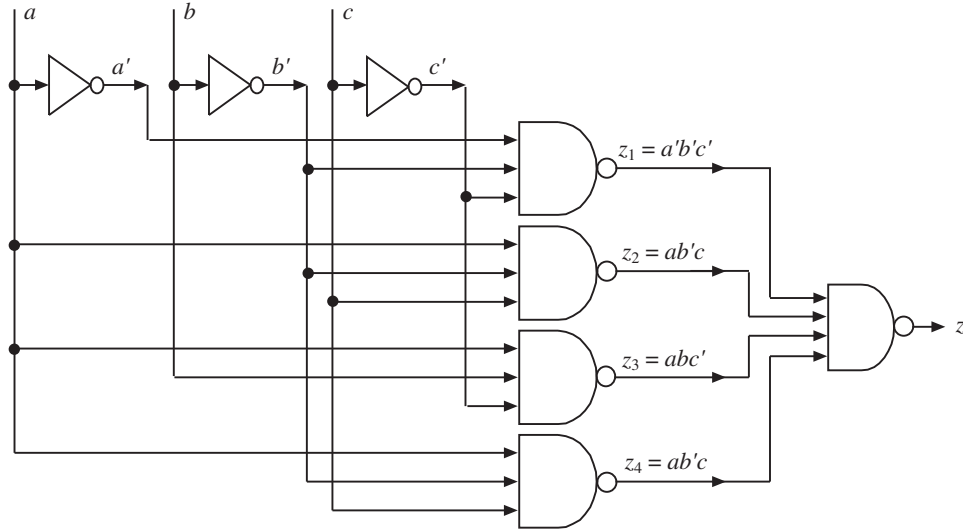 a b c
a' b' c'
z1 = a'b'c'
z2 = ab'c
z3 = abc'
z4 = ab'c
z